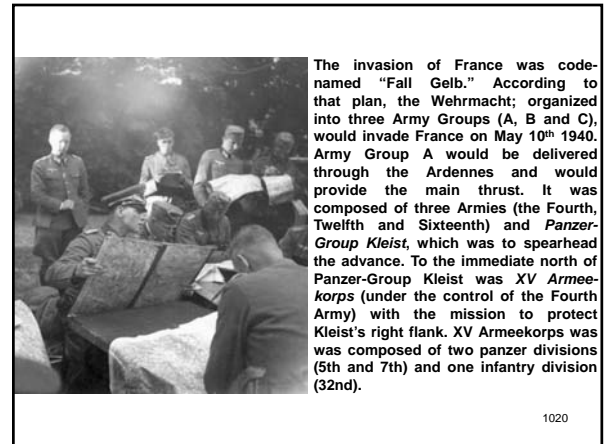 The invasion of France was code-
named “Fall Gelb.” According to
that plan, the Wehrmacht; organized
into three Army Groups (A, B and C),
would invade France on May 10th 1940.
Army Group A would be delivered
through the Ardennes and would
provide the main thrust. It was
composed of three Armies (the Fourth,
Twelfth and Sixteenth) and Panzer-
Group Kleist, which was to spearhead
the advance. To the immediate north of
Panzer-Group Kleist was XV Armee-
korps (under the control of the Fourth
Army) with the mission to protect
Kleist’s right flank. XV Armeekorps was
was composed of two panzer divisions
(5th and 7th) and one infantry division
(32nd).
1020